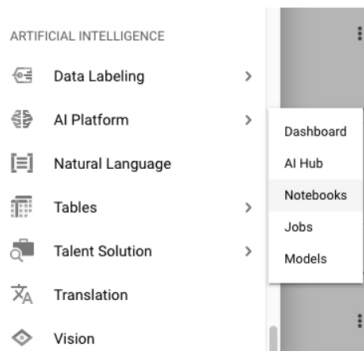 ARTIFICIAL INTELLIGENCE
Data Labeling
AI Platform
Natural Language
Tables
Talent Solution
Translation
Vision
Dashboard
AI Hub
Notebooks
Jobs
Models